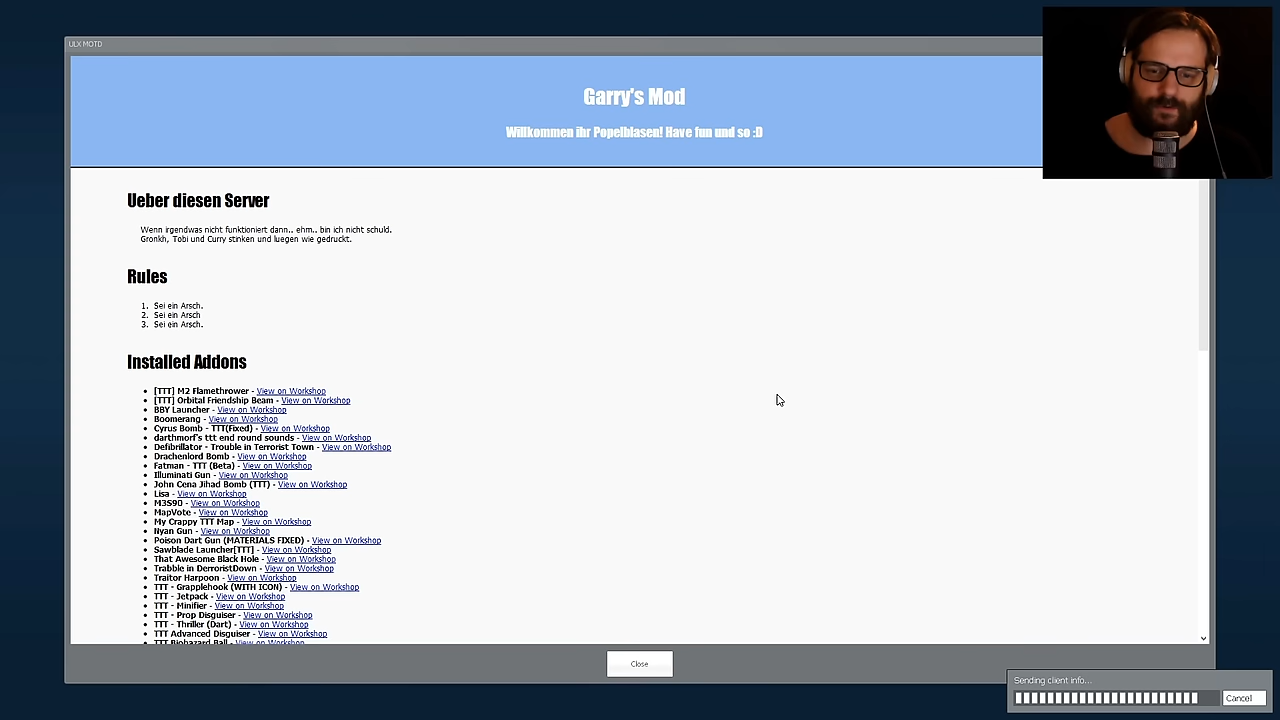 ULX MOTD
Garry's Mod
Willkommen ihr Popelblasen! Have fun und so :D
Ueber diesen Server
Wenn irgendwas nicht funktioniert dann.. ehm.. bin ich nicht schuld.
Gronkh, Tobi und Curry stinken und luegen wie gedruckt.
Rules
1. Sei ein Arsch.
2. Sei ein Arsch
3. Sei ein Arsch.
Installed Addons
• [TTT] M2 Flamethrower - View on Workshop
• [TTT] Orbital Friendship Beam - View on Workshop
• BBY Launcher - View on Workshop
• Boomerang - View on Workshop
• Cyrus Bomb - TTT(Fixed) - View on Workshop
• darthmorf's ttt end round sounds - View on Workshop
• Defibrillator - Trouble in Terrorist Town - View on Workshop
• Drachenlord Bomb - View on Workshop
• Fatman - TTT (Beta) - View on Workshop
• Illuminati Gun - View on Workshop
• John Cena Jihad Bomb (TTT) - View on Workshop
• Lisa - View on Workshop
• M3S90 - View on Workshop
• MapVote - View on Workshop
• My Crappy TTT Map - View on Workshop
• Nyan Gun - View on Workshop
• Poison Dart Gun (MATERIALS FIXED) - View on Workshop
• Sawblade Launcher[TTT] - View on Workshop
• That Awesome Black Hole - View on Workshop
• Trabble in DerroristDown - View on Workshop
• Traitor Harpoon - View on Workshop
• TTT - Grapplehook (WITH ICON) - View on Workshop
• TTT - Jetpack - View on Workshop
• TTT - Minifier - View on Workshop
• TTT - Prop Disguiser - View on Workshop
• TTT - Thriller (Dart) - View on Workshop
• TTT Advanced Disguiser - View on Workshop
• TTT Biohazard Ball - View on Workshop
Close
Sending client info...
Cancel